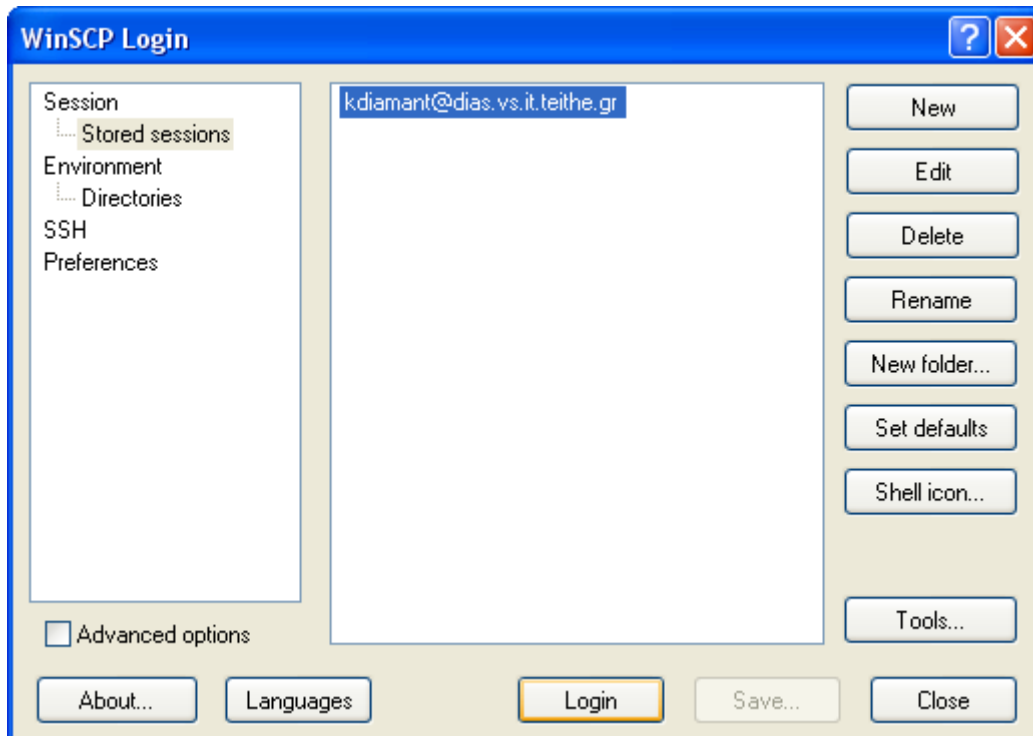 WinSCP Login
Session
Stored sessions
Environment
Directories
SSH
Preferences
Advanced options
kdiamant@dias.vs.it.teithe.gr
New
Edit
Delete
Rename
New folder...
Set defaults
Shell icon...
Tools...
About...
Languages
Login
Save...
Close